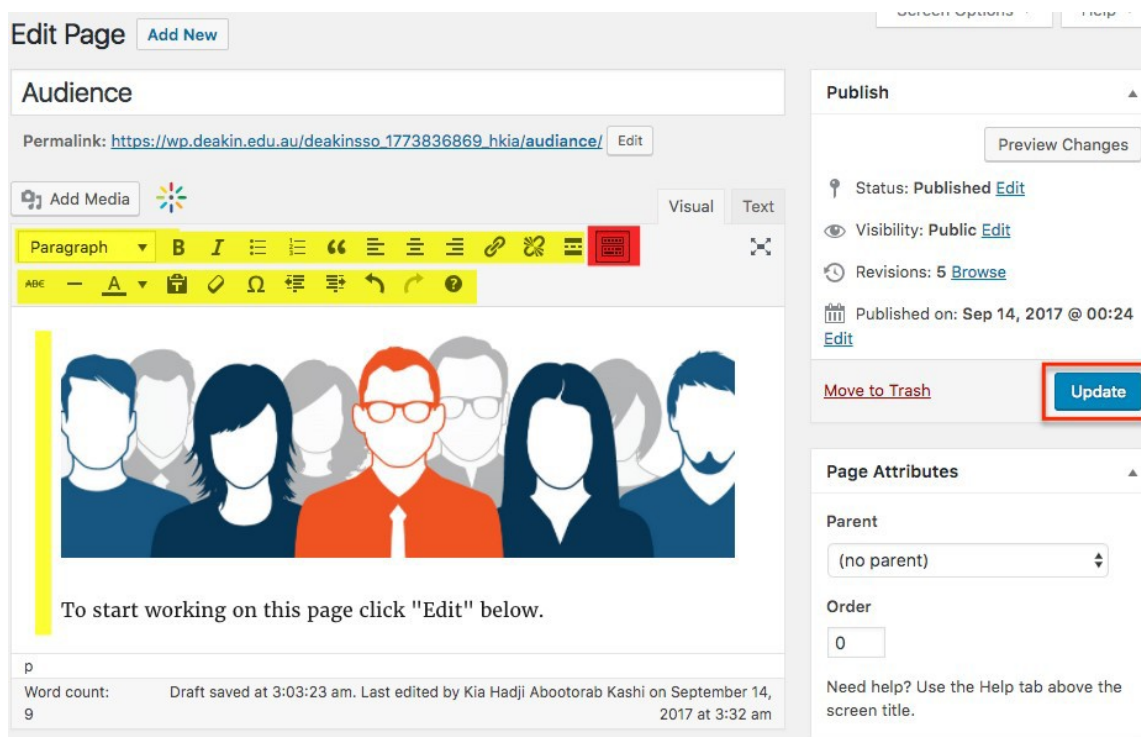 Screen Options Help
Edit Page Add New
Audience
Permalink: https://wp.deakin.edu.au/deakinsso_1773836869_hkia/audiance/ Edit
Add Media
Visual Text
Paragraph B I
ABE A Ω
To start working on this page click "Edit" below.
p
Word count: 9
Draft saved at 3:03:23 am. Last edited by Kia Hadji Abootorab Kashi on September 14,
2017 at 3:32 am
Publish
Preview Changes
Status: Published Edit
Visibility: Public Edit
Revisions: 5 Browse
Published on: Sep 14, 2017 @ 00:24
Edit
Move to Trash Update
Page Attributes
Parent
(no parent)
Order
0
Need help? Use the Help tab above the
screen title.